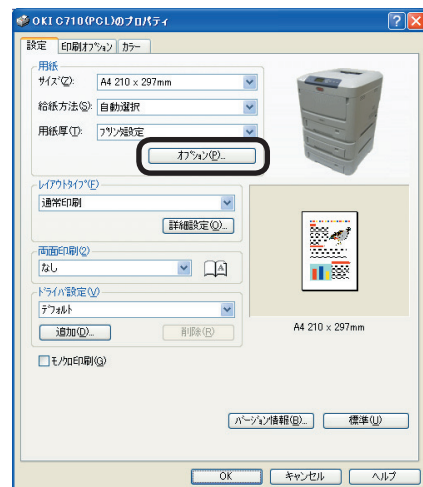 OKI C710(PCL)のプロパティ
設定 印刷オプション カラー
用紙
サイズ(Z): A4 210 x 297mm
給紙方法(S): 自動選択
用紙厚(T): プリンタ設定
オプション(P)...
レイアウトタイプ(E)
通常印刷
詳細設定(O)...
両面印刷(2)
なし
A
ドライバ設定(V)
デフォルト
追加(D)... 削除(R)
A4 210 x 297mm
モノクロ印刷(G)
バージョン情報(B)... 標準(U)
OK キャンセル ヘルプ